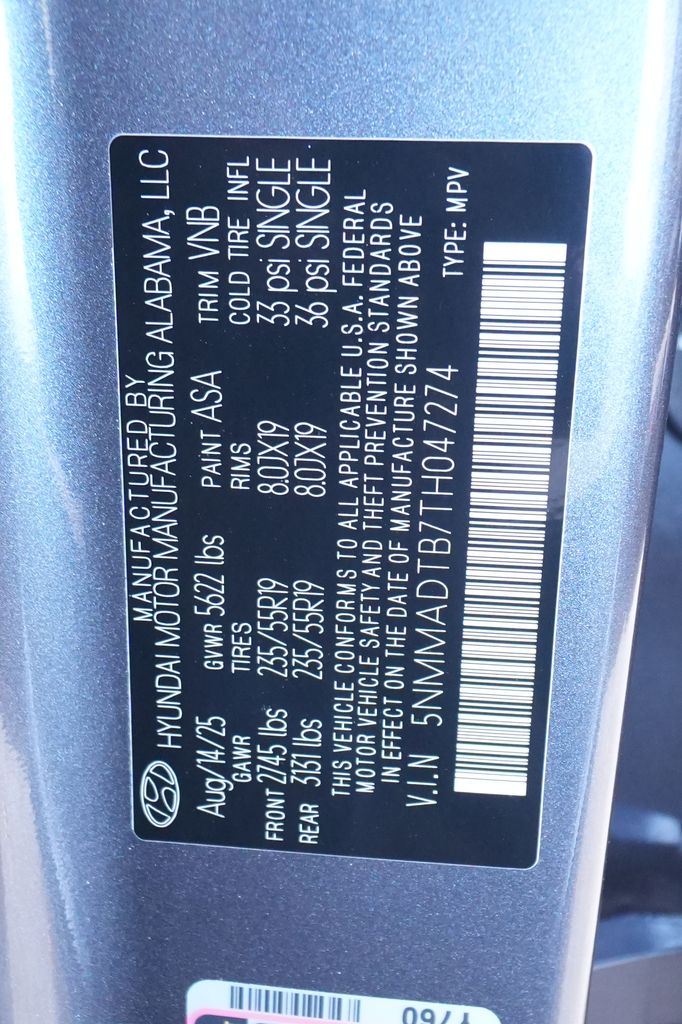 MANUFACTURED BY
HYUNDAI MOTOR MANUFACTURING ALABAMA, LLC
Aug/14/25 GVWR 5622 lbs PAINT ASA TRIM VNB
GAWR TIRES RIMS COLD TIRE INFL
FRONT 2745 lbs 235/55R19 8.0JX19 33 psi SINGLE
REAR 3131 lbs 235/55R19 8.0JX19 36 psi SINGLE
THIS VEHICLE CONFORMS TO ALL APPLICABLE U.S.A. FEDERAL
MOTOR VEHICLE SAFETY AND THEFT PREVENTION STANDARDS
IN EFFECT ON THE DATE OF MANUFACTURE SHOWN ABOVE
V.I.N 5NMMADTB7TH047274
TYPE: MPV